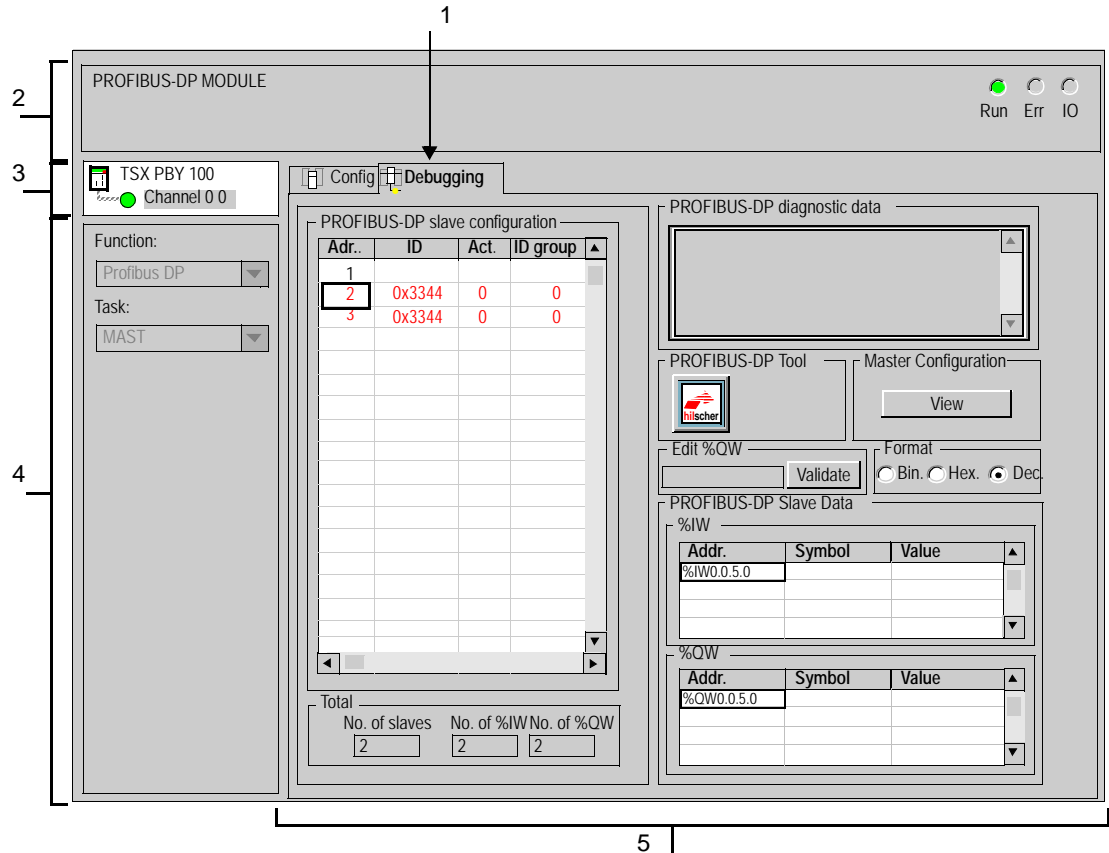 1
2
PROFIBUS-DP MODULE
Run Err IO
3
TSX PBY 100
Channel 0 0
Config Debugging
4
Function:
Profibus DP
Task:
MAST
PROFIBUS-DP slave configuration
Adr.. ID Act. ID group
1
2 0x3344 0 0
3 0x3344 0 0
Total
No. of slaves No. of %IW No. of %QW
2 2 2
PROFIBUS-DP diagnostic data
PROFIBUS-DP Tool
hilscher
Master Configuration
View
Edit %QW
Validate
Format
Bin. Hex. Dec.
PROFIBUS-DP Slave Data
%IW
Addr. Symbol Value
%IW0.0.5.0
%QW
Addr. Symbol Value
%QW0.0.5.0
5